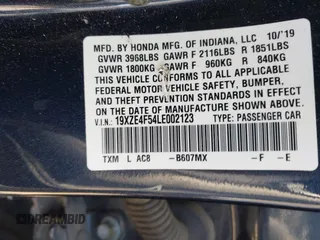 MFD. BY HONDA MFG. OF INDIANA, LLC 10/'19
GVWR 3968LBS GAWR F 2116LBS R 1851LBS
GVWR 1800KG GAWR F 960KG R 840KG
THIS VEHICLE CONFORMS TO ALL APPLICABLE
FEDERAL MOTOR VEHICLE SAFETY, BUMPER,
AND THEFT PREVENTION STANDARDS IN EFFECT
ON THE DATE OF MANUFACTURE SHOWN ABOVE.
V.I.N.: 19XZE4F54LE002123 TYPE: PASSENGER CAR
TXM L AC8 -B607MX -F -E
DREAMBID